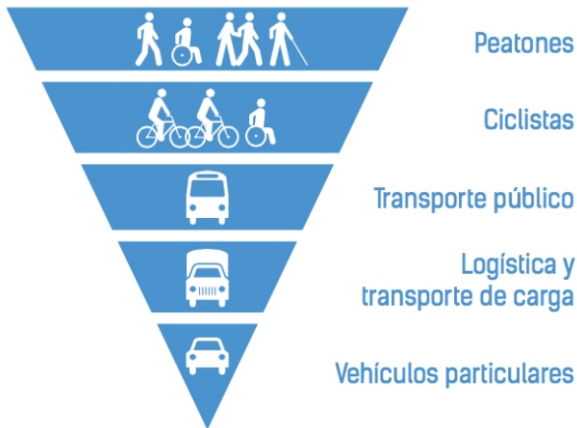 Peatones
Ciclistas
Transporte público
Logística y
transporte de carga
Vehículos particulares